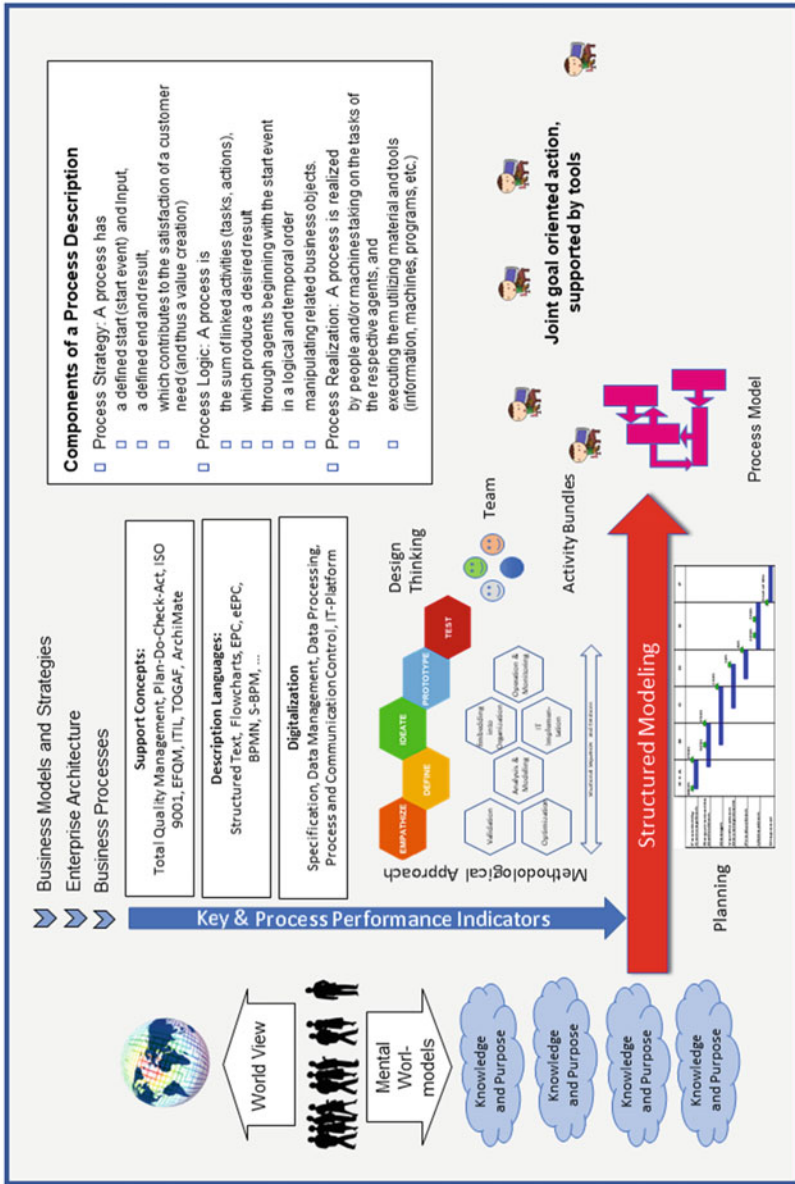 Business Models and Strategies
Enterprise Architecture
Business Processes
Support Concepts:
Total Quality Management, Plan-Do-Check-Act, ISO
9001, EFQM, ITIL, TOGAF, ArchiMate
Description Languages:
Structured Text, Flowcharts, EPC, eEPC,
BPMN, S-BPM, ...
Digitalization
Specification, Data Management, Data Processing,
Process and Communication Control, IT-Platform
Components of a Process Description
Process Strategy: A process has
a defined start (start event) and Input,
a defined end and result,
which contributes to the satisfaction of a customer
need (and thus a value creation)
Process Logic: A process is
the sum of linked activities (tasks, actions),
which produce a desired result
through agents beginning with the start event
in a logical and temporal order
manipulating related business objects.
Process Realization: A process is realized
by people and/or machines taking on the tasks of
the respective agents, and
executing them utilizing material and tools
(information, machines, programs, etc.)
World View
Mental
Worl-
models
Knowledge
and Purpose
Knowledge
and Purpose
Knowledge
and Purpose
Knowledge
and Purpose
Key & Process Performance Indicators
Methodological Approach
EMPATHIZE
DEFINE
IDEATE
PROTOTYPE
TEST
Design
Thinking
Validation
Optimization
Analysis &
Modeling
Embedding
into
Organization
IT
Implemen-
tation
Operation &
Monitoring
Team
Activity Bundles
Joint goal oriented action,
supported by tools
Structured Modeling
Planning
Process Model